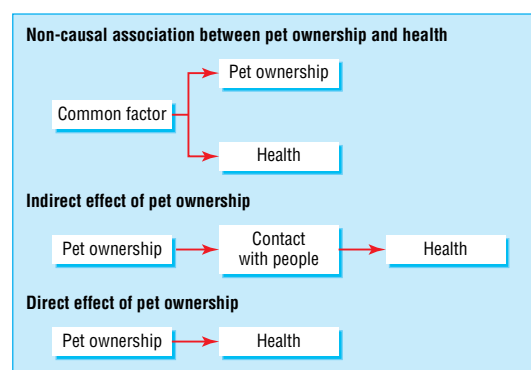 Non-causal association between pet ownership and health
Pet ownership
Common factor
Health
Indirect effect of pet ownership
Pet ownership
Contact
with people
Health
Direct effect of pet ownership
Pet ownership
Health